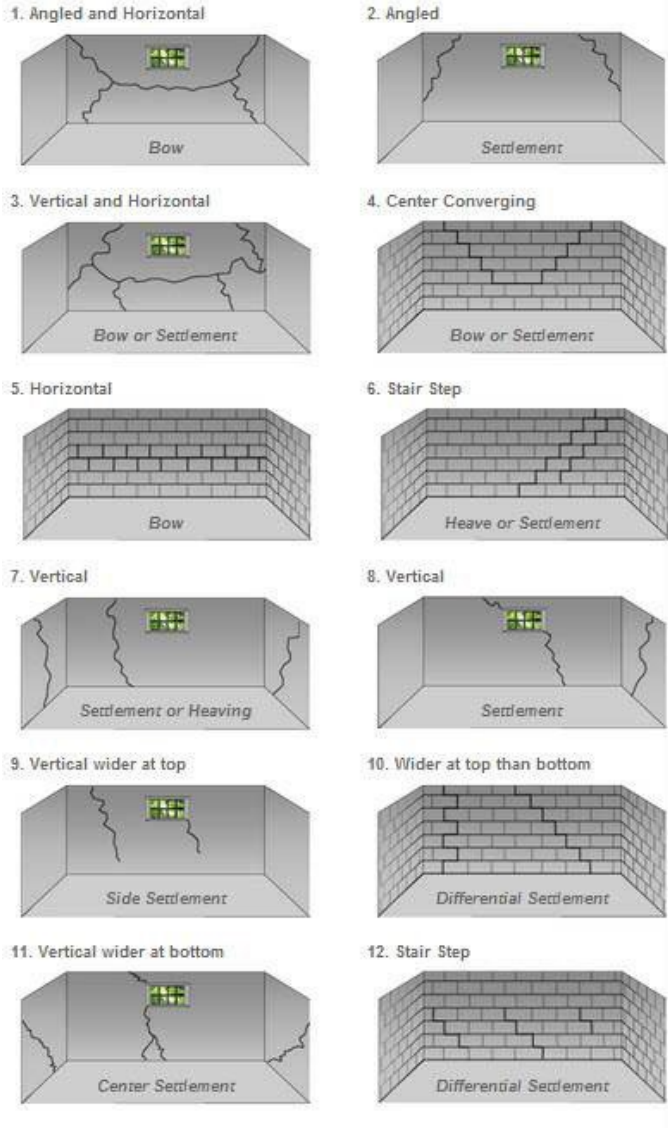 1. Angled and Horizontal
2. Angled
Bow
Settlement
3. Vertical and Horizontal
4. Center Converging
Bow or Settlement
Bow or Settlement
5. Horizontal
6. Stair Step
Bow
Heave or Settlement
7. Vertical
8. Vertical
Settlement or Heaving
Settlement
9. Vertical wider at top
10. Wider at top than bottom
Side Settlement
Differential Settlement
11. Vertical wider at bottom
12. Stair Step
Center Settlement
Differential Settlement